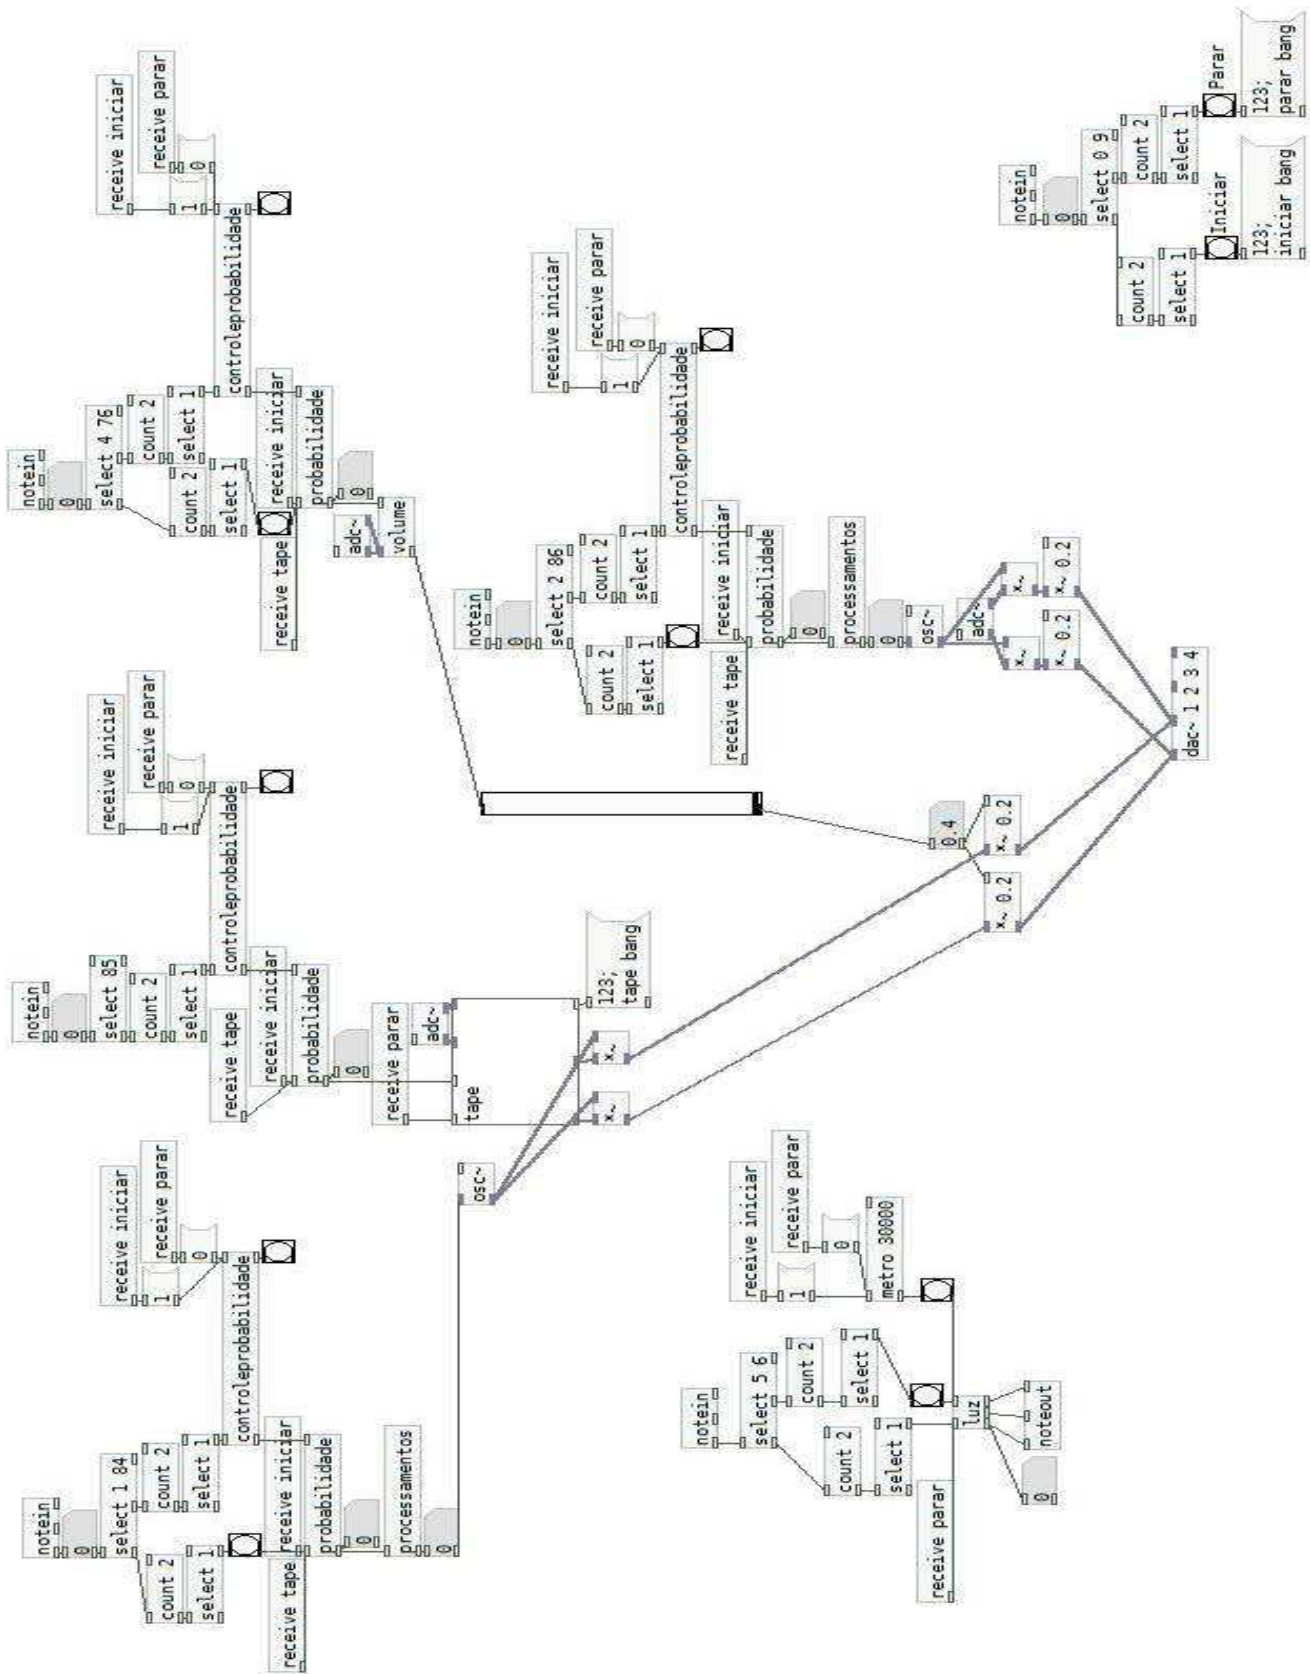 notein
0
select 1 84
count 2
count 2
select 1
select 1
receive iniciar
receive parar
1
0
controleprobabilidade
receive tape
receive iniciar
probabilidade
0
processamentos
0
osc~
notein
0
select 85
count 2
select 1
receive iniciar
receive parar
1
0
controleprobabilidade
receive tape
receive iniciar
probabilidade
0
receive parar
adc~
tape
123;
tape bang
x~
x~
notein
0
select 4 76
count 2
count 2
select 1
select 1
receive iniciar
receive parar
1
0
controleprobabilidade
receive tape
receive iniciar
probabilidade
0
adc~
volume
notein
0
select 2 86
count 2
count 2
select 1
select 1
receive iniciar
receive parar
1
0
controleprobabilidade
receive tape
receive iniciar
probabilidade
0
processamentos
0
osc~
adc~
x~
x~
x~ 0.2
x~ 0.2
0.4
x~ 0.2
x~ 0.2
dac~ 1 2 3 4
notein
select 5 6
count 2
count 2
select 1
select 1
receive iniciar
receive parar
1
0
metro 30000
receive parar
luz
0
noteout
notein
0
select 0 9
count 2
count 2
select 1
select 1
Iniciar
Parar
123;
iniciar bang
123;
parar bang